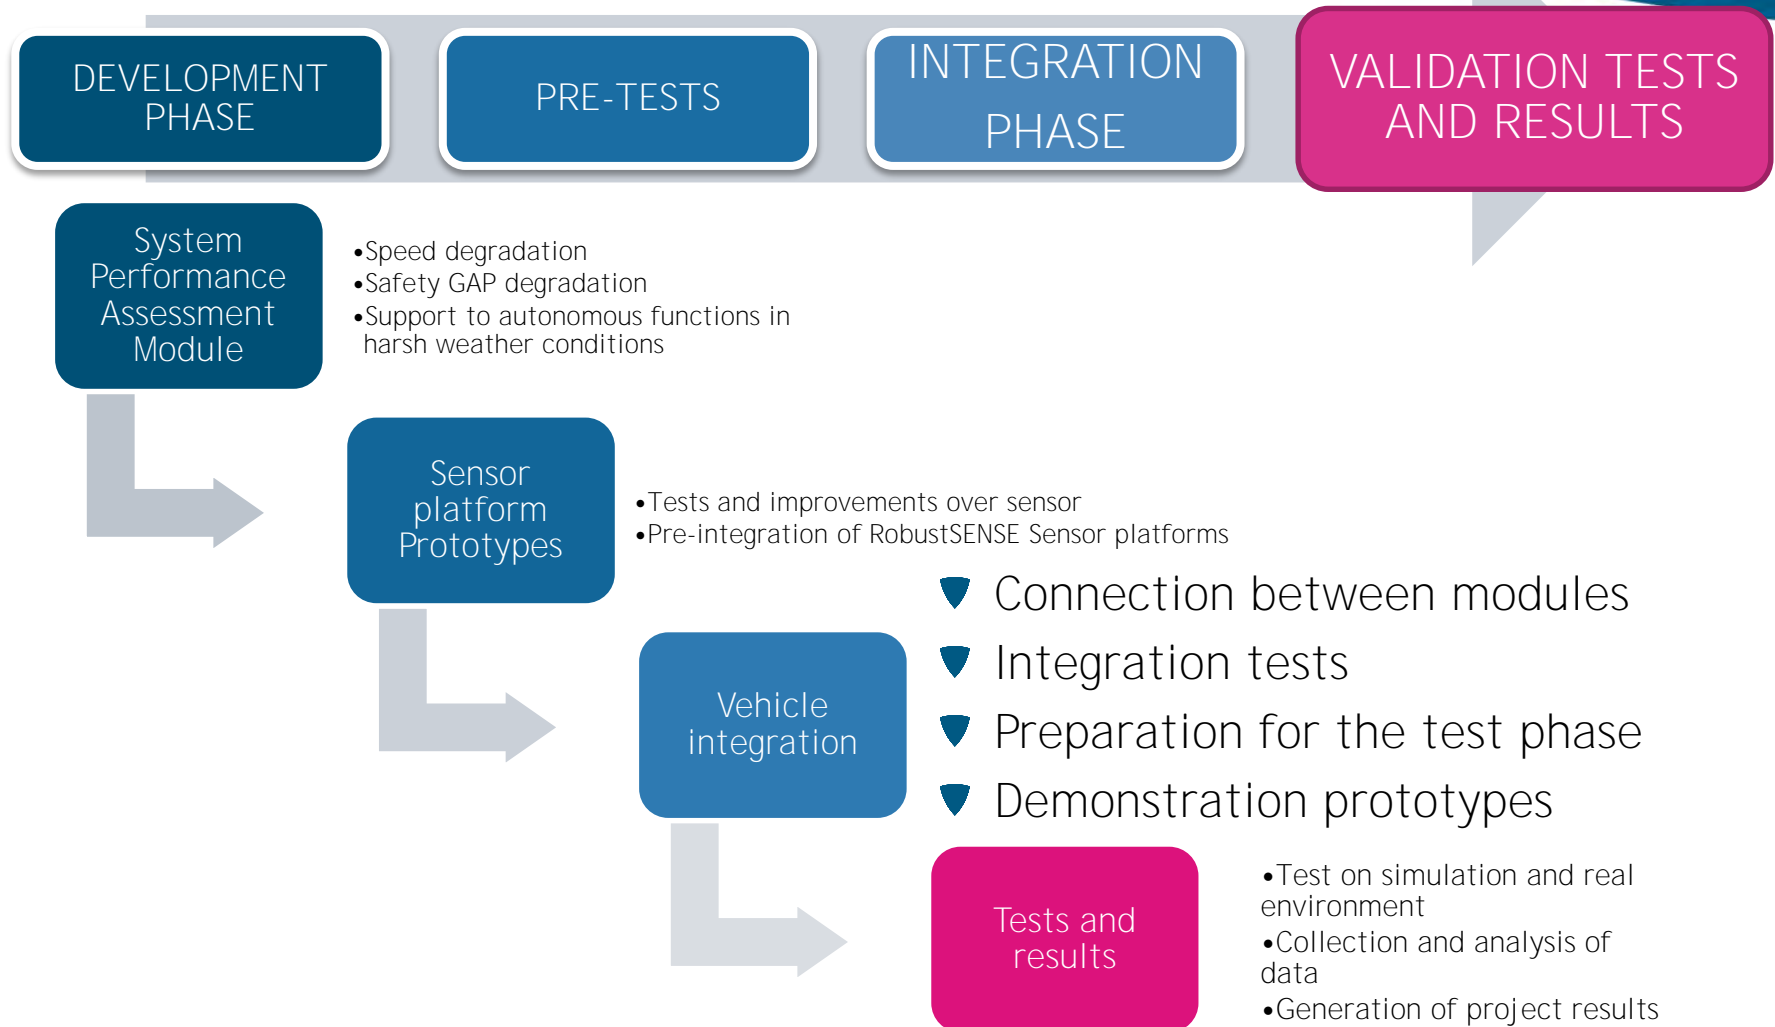 DEVELOPMENT
PHASE
PRE-TESTS
INTEGRATION
PHASE
VALIDATION TESTS
AND RESULTS
System
Performance
Assessment
Module
•Speed degradation
•Safety GAP degradation
•Support to autonomous functions in
harsh weather conditions
Sensor
platform
Prototypes
•Tests and improvements over sensor
•Pre-integration of RobustSENSE Sensor platforms
Vehicle
integration
Connection between modules
Integration tests
Preparation for the test phase
Demonstration prototypes
Tests and
results
•Test on simulation and real
environment
•Collection and analysis of
data
•Generation of project results